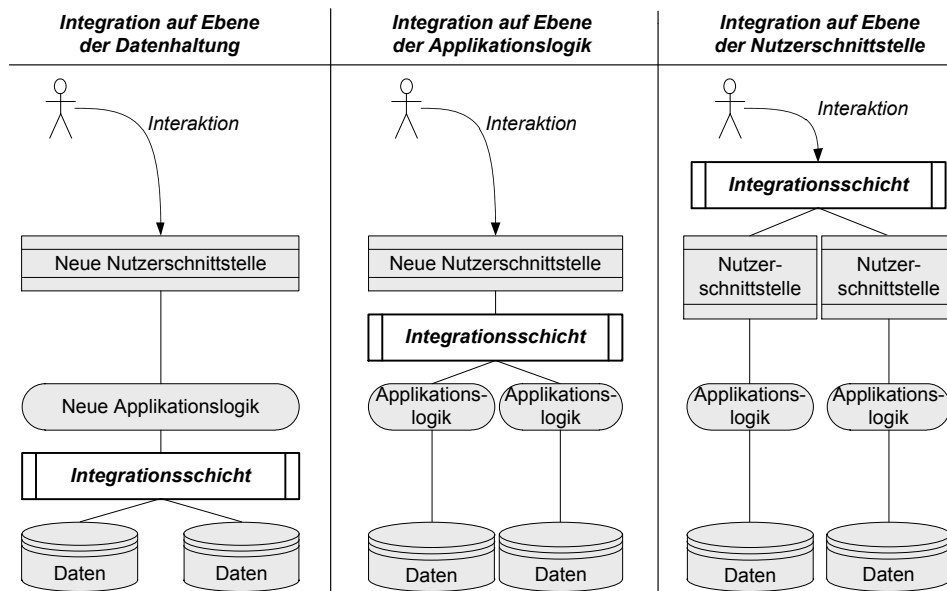 Integration auf Ebene
der Datenhaltung
Interaktion
Neue Nutzerschnittstelle
Neue Applikationslogik
Integrationsschicht
Daten
Daten
Integration auf Ebene
der Applikationslogik
Interaktion
Neue Nutzerschnittstelle
Integrationsschicht
Applikations-
logik
Applikations-
logik
Daten
Daten
Integration auf Ebene
der Nutzerschnittstelle
Interaktion
Integrationsschicht
Nutzer-
schnittstelle
Nutzer-
schnittstelle
Applikations-
logik
Applikations-
logik
Daten
Daten